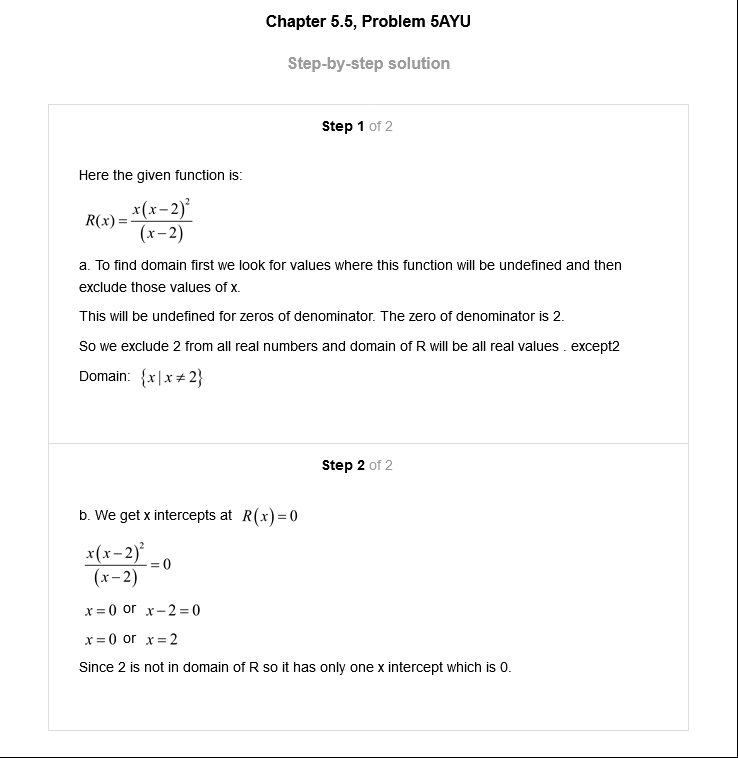 Chapter 5.5, Problem 5AYU
Step-by-step solution
Step 1 of 2
Here the given function is:
R(x) = x(x−2)² / (x−2)
a. To find domain first we look for values where this function will be undefined and then
exclude those values of x.
This will be undefined for zeros of denominator. The zero of denominator is 2.
So we exclude 2 from all real numbers and domain of R will be all real values . except2
Domain: {x | x ≠ 2}
Step 2 of 2
b. We get x intercepts at R(x) = 0
x(x−2)² / (x−2) = 0
x = 0 or x − 2 = 0
x = 0 or x = 2
Since 2 is not in domain of R so it has only one x intercept which is 0.